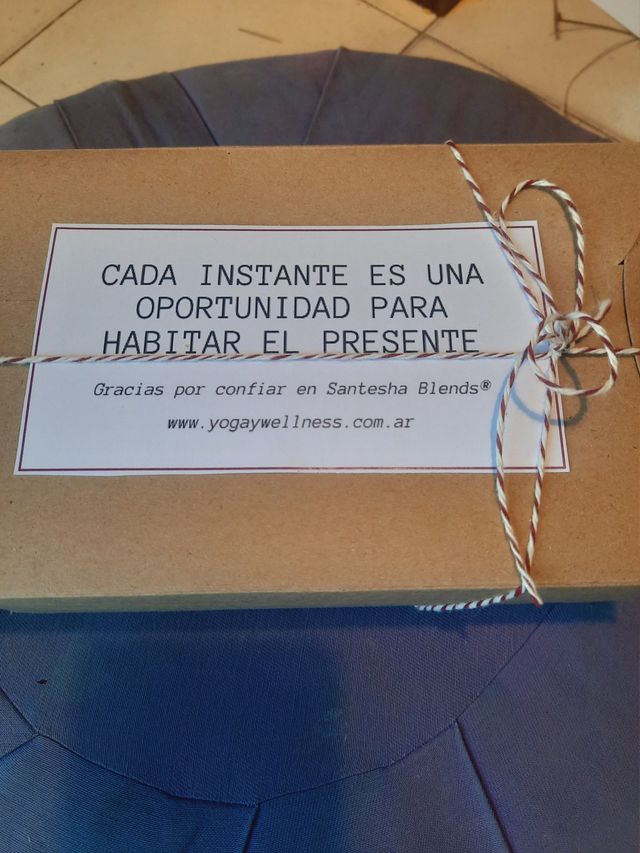 CADA INSTANTE ES UNA
OPORTUNIDAD PARA
HABITAR EL PRESENTE
Gracias por confiar en Santesha Blends®
www.yogaywellness.com.ar